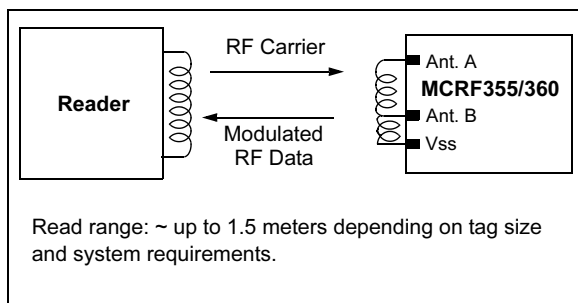 RF Carrier
Reader
Modulated
RF Data
Ant. A
MCRF355/360
Ant. B
Vss
Read range: ~ up to 1.5 meters depending on tag size
and system requirements.